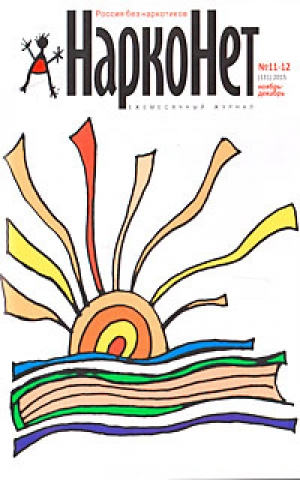 Россия без наркотиков
НаркоНет
ЕЖЕМЕСЯЧНЫЙ ЖУРНАЛ
№11-12
(131) 2015
ноябрь-
декабрь